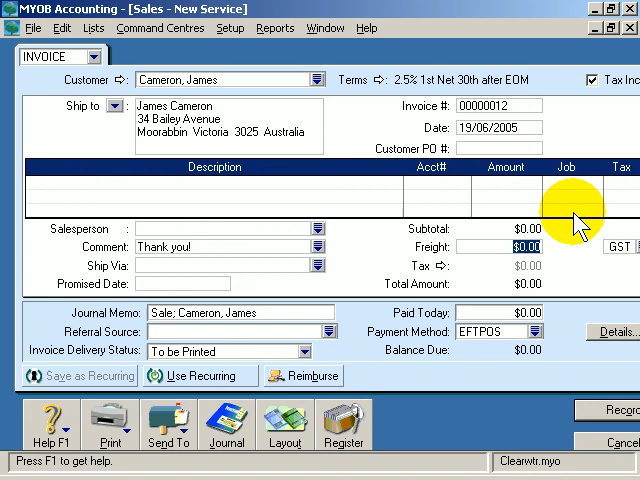 MYOB Accounting - [Sales - New Service]
File Edit Lists Command Centres Setup Reports Window Help
INVOICE
Customer : Cameron, James Terms : 2.5% 1st Net 30th after EOM Tax Inc
Ship to : James Cameron
34 Bailey Avenue
Moorabbin Victoria 3025 Australia
Invoice #: 00000012
Date: 19/06/2005
Customer PO #:
Description Acct# Amount Job Tax
Salesperson : Subtotal: $0.00
Comment: Thank you! Freight: $0.00 GST
Ship Via: Tax : $0.00
Promised Date: Total Amount: $0.00
Journal Memo: Sale; Cameron, James Paid Today: $0.00
Referral Source: Payment Method: EFTPOS Details...
Invoice Delivery Status: To be Printed Balance Due: $0.00
Save as Recurring Use Recurring Reimburse
Recor
Help F1 Print Send To Journal Layout Register Cancel
Press F1 to get help. Clearwtr.myo